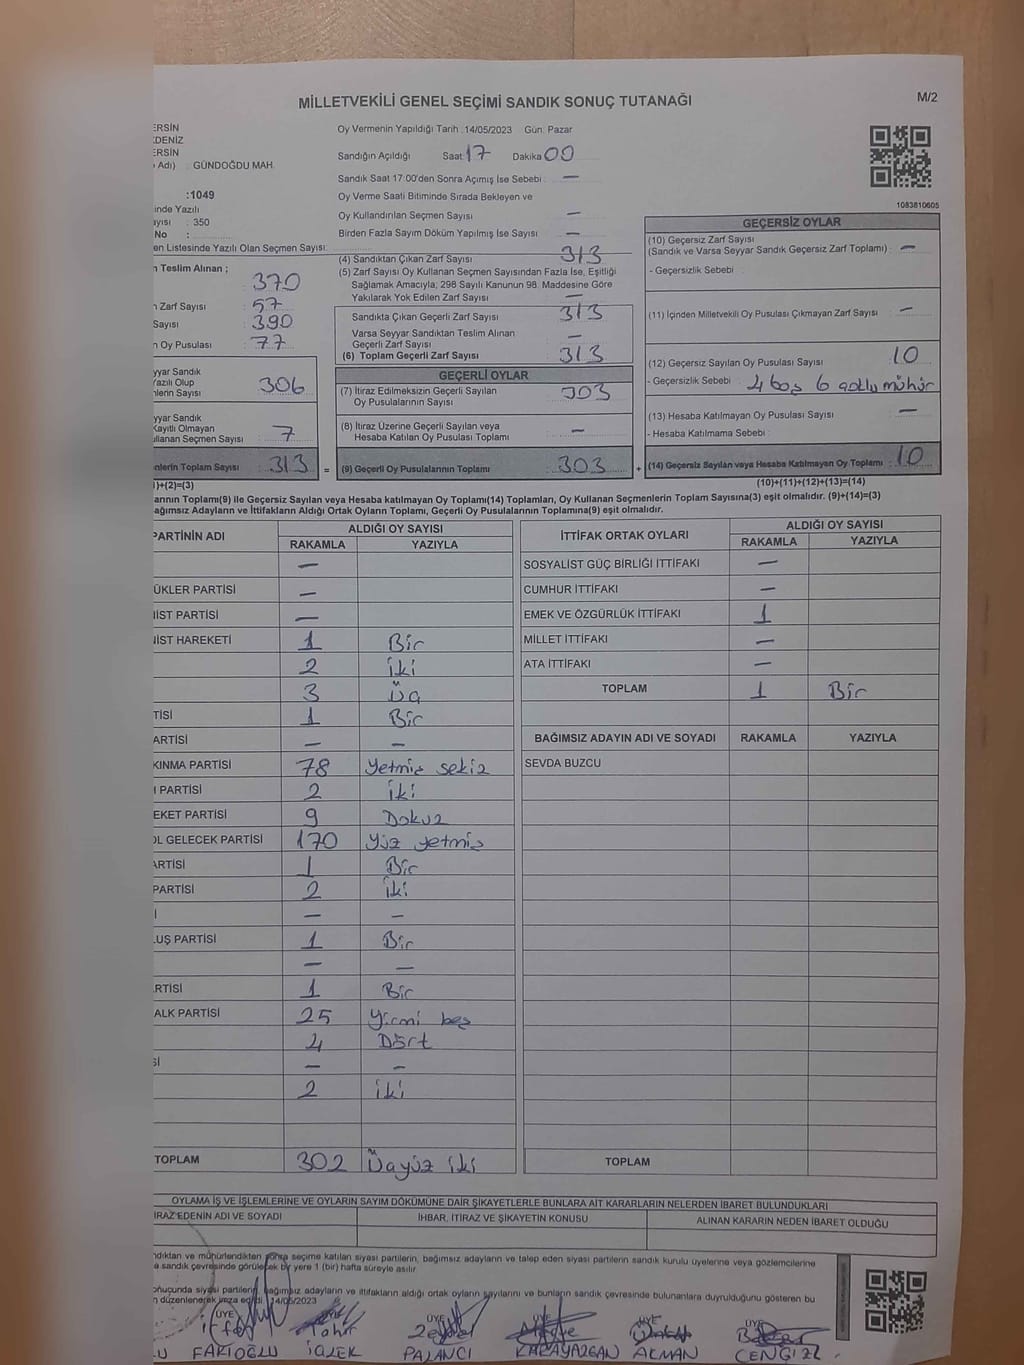 MİLLETVEKİLİ GENEL SEÇİMİ SANDIK SONUÇ TUTANAĞI
M/2
ERSİN
DENİZ
ERSİN
Adı) : GÜNDOĞDU MAH.
:1049
inde Yazılı
ayısı : 350
No :
en Listesinde Yazılı Olan Seçmen Sayısı:
n Teslim Alınan ;
370
n Zarf Sayısı : 57
Sayısı : 390
n Oy Pusulası : 77
yyar Sandık
Yazılı Olup
nlerin Sayısı : 306
yyar Sandık
Kayıtlı Olmayan
ullanan Seçmen Sayısı : 7
nlerin Toplam Sayısı : 313 =
)+(2)=(3)
Oy Vermenin Yapıldığı Tarih :14/05/2023 Gün: Pazar
Sandığın Açıldığı Saat: 17 Dakika 00
Sandık Saat 17:00'den Sonra Açımış İse Sebebi : —
Oy Verme Saati Bitiminde Sırada Bekleyen ve
Oy Kullandırılan Seçmen Sayısı : —
Birden Fazla Sayım Döküm Yapılmış İse Sayısı : —
(4) Sandıktan Çıkan Zarf Sayısı : 313
(5) Zarf Sayısı Oy Kullanan Seçmen Sayısından Fazla İse, Eşitliği
Sağlamak Amacıyla, 298 Sayılı Kanunun 98. Maddesine Göre
Yakılarak Yok Edilen Zarf Sayısı : —
Sandıkta Çıkan Geçerli Zarf Sayısı : 313
Varsa Seyyar Sandıktan Teslim Alınan
Geçerli Zarf Sayısı : —
(6) Toplam Geçerli Zarf Sayısı : 313
GEÇERLİ OYLAR
(7) İtiraz Edilmeksizin Geçerli Sayılan
Oy Pusulalarının Sayısı : 303
(8) İtiraz Üzerine Geçerli Sayılan veya
Hesaba Katılan Oy Pusulası Toplamı : —
(9) Geçerli Oy Pusulalarının Toplamı : 303 +
1083810605
GEÇERSİZ OYLAR
(10) Geçersiz Zarf Sayısı
(Sandık ve Varsa Seyyar Sandık Geçersiz Zarf Toplamı) : —
- Geçersizlik Sebebi :
(11) İçinden Milletvekili Oy Pusulası Çıkmayan Zarf Sayısı : —
(12) Geçersiz Sayılan Oy Pusulası Sayısı : 10
- Geçersizlik Sebebi : 4 boş 6 çoklu mühür
(13) Hesaba Katılmayan Oy Pusulası Sayısı : —
- Hesaba Katılmama Sebebi :
(14) Geçersiz Sayılan veya Hesaba Katılmayan Oy Toplamı : 10
(10)+(11)+(12)+(13)=(14)
arının Toplamı(9) ile Geçersiz Sayılan veya Hesaba katılmayan Oy Toplamı(14) Toplamları, Oy Kullanan Seçmenlerin Toplam Sayısına(3) eşit olmalıdır. (9)+(14)=(3)
ağımsız Adayların ve İttifakların Aldığı Ortak Oyların Toplamı, Geçerli Oy Pusulalarının Toplamına(9) eşit olmalıdır.
PARTİNİN ADI ALDIĞI OY SAYISI
RAKAMLA YAZIYLA
—
ÜKLER PARTİSİ —
NİST PARTİSİ —
NİST HAREKETİ 1 Bir
2 iki
3 Üç
TİSİ 1 Bir
ARTİSİ — —
KINMA PARTİSİ 78 yetmiş sekiz
I PARTİSİ 2 iki
EKET PARTİSİ 9 Dokuz
OL GELECEK PARTİSİ 170 Yüz yetmiş
ARTİSİ 1 Bir
PARTİSİ 2 iki
İ — —
LUŞ PARTİSİ 1 Bir
— —
RTİSİ 1 Bir
ALK PARTİSİ 25 yirmi beş
4 Dört
Sİ — —
2 iki
TOPLAM 302 Üçyüz iki
İTTİFAK ORTAK OYLARI ALDIĞI OY SAYISI
RAKAMLA YAZIYLA
SOSYALİST GÜÇ BİRLİĞİ İTTİFAKI —
CUMHUR İTTİFAKI —
EMEK VE ÖZGÜRLÜK İTTİFAKI 1
MİLLET İTTİFAKI —
ATA İTTİFAKI —
TOPLAM 1 Bir
BAĞIMSIZ ADAYIN ADI VE SOYADI RAKAMLA YAZIYLA
SEVDA BUZCU
TOPLAM
OYLAMA İŞ VE İŞLEMLERİNE VE OYLARIN SAYIM DÖKÜMÜNE DAİR ŞİKAYETLERLE BUNLARA AİT KARARLARIN NELERDEN İBARET BULUNDUKLARI
İRAZ EDENİN ADI VE SOYADI İHBAR, İTİRAZ VE ŞİKAYETİN KONUSU ALINAN KARARIN NEDEN İBARET OLDUĞU
ndıktan ve mühürlendikten sonra seçime katılan siyasi partilerin, bağımsız adayların ve talep eden siyasi partilerin sandık kurulu üyelerine veya gözlemcilerine
a sandık çevresinde görülecek bir yere 1 (bir) hafta süreyle asılır.
onucunda siyasi partilerin, bağımsız adayların ve ittifakların aldığı ortak oyların sayılarını ve bunların sandık çevresinde bulunanlara duyrulduğunu gösteren bu
n düzenlenerek imza edildi. 14/05/2023
ÜYE ÜYE ÜYE ÜYE ÜYE ÜYE
Tahir Zeynel
FAKIOĞLU PALANCI KARAYAZGAN ACMAN CENGİZ